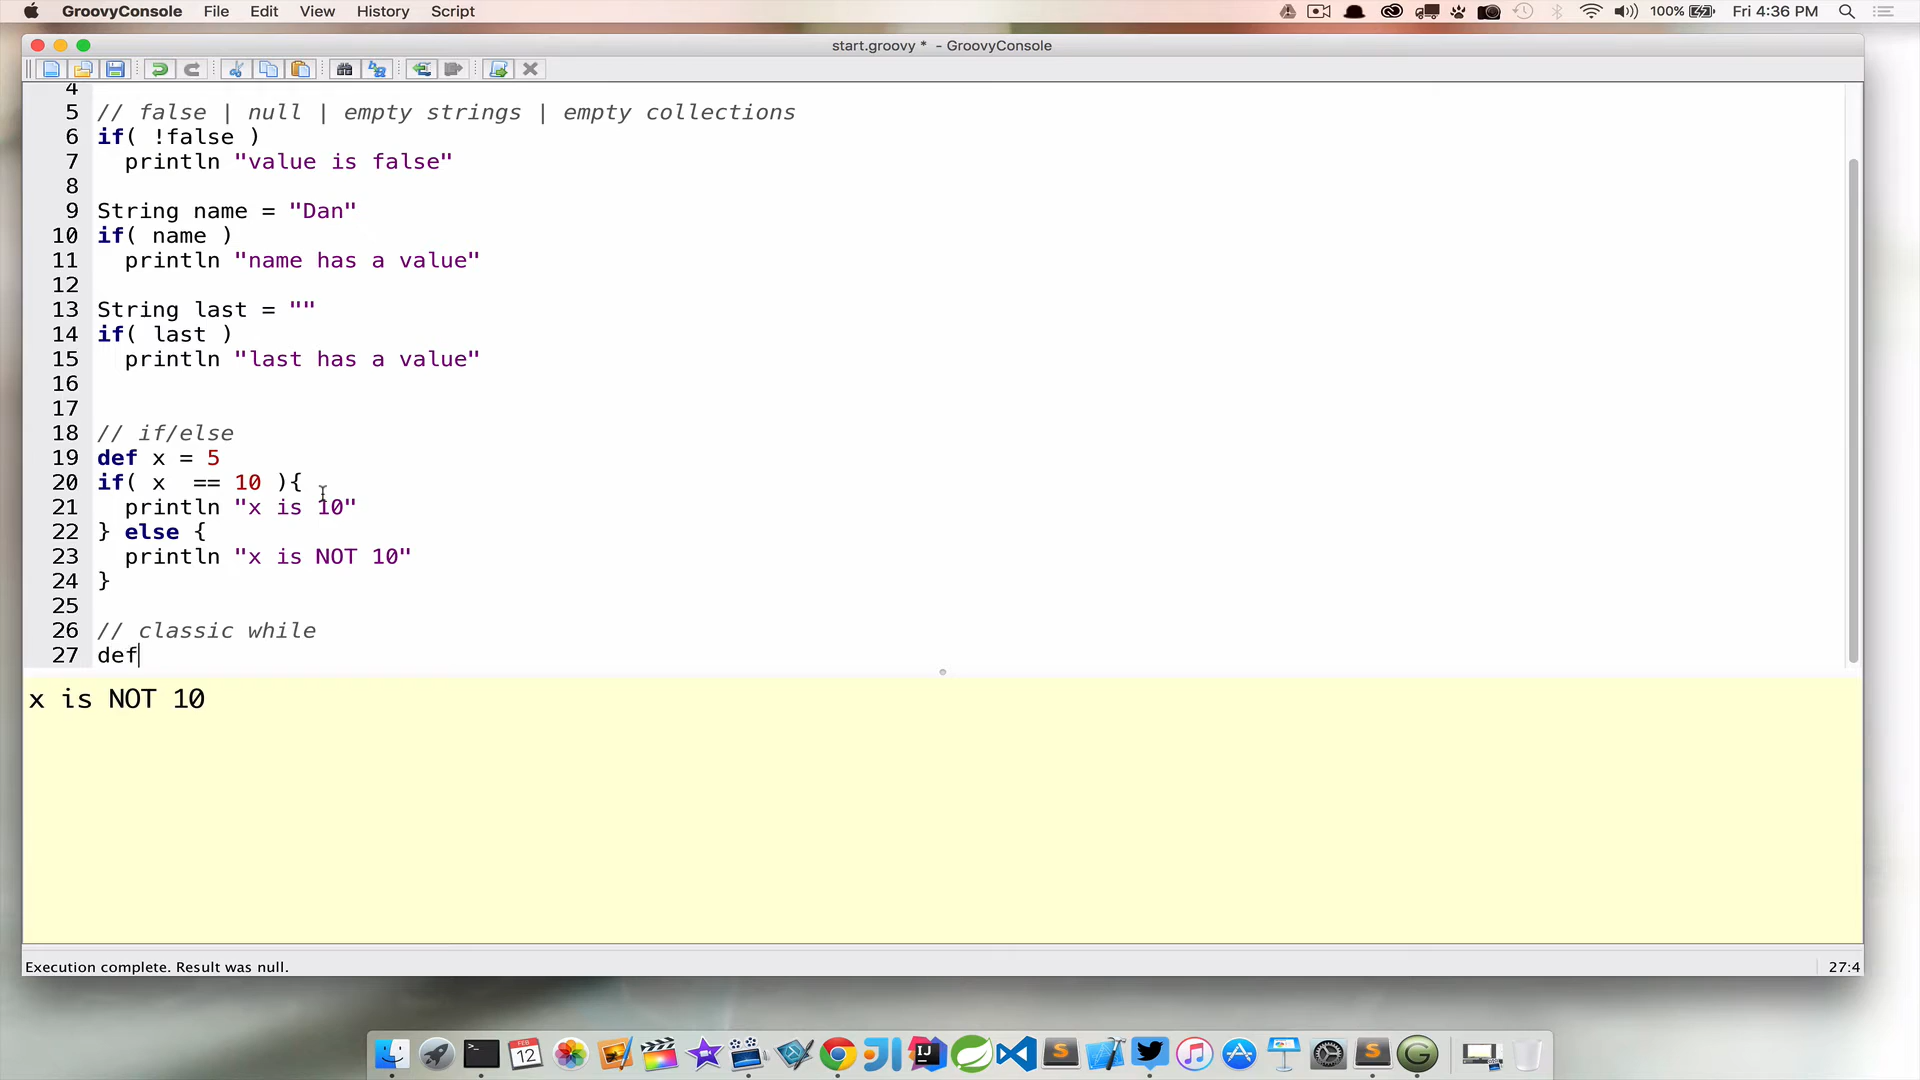 GroovyConsole File Edit View History Script 100% Fri 4:36 PM
start.groovy * - GroovyConsole
4
5 // false | null | empty strings | empty collections
6 if( !false )
7 println "value is false"
8
9 String name = "Dan"
10 if( name )
11 println "name has a value"
12
13 String last = ""
14 if( last )
15 println "last has a value"
16
17
18 // if/else
19 def x = 5
20 if( x  == 10 ){
21 println "x is 10"
22 } else {
23 println "x is NOT 10"
24 }
25
26 // classic while
27 def
x is NOT 10
Execution complete. Result was null. 27:4
FEB
12